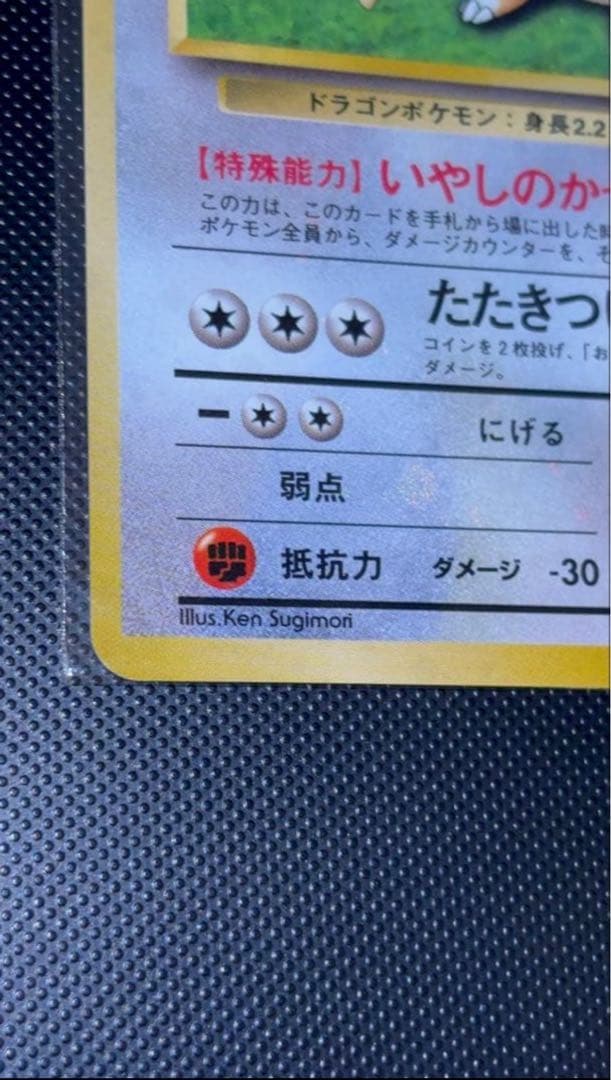 ドラゴンポケモン：身長2.2
【特殊能力】いやしのか
この力は、このカードを手札から場に出した
ポケモン全員から、ダメージカウンターを、そ
たたきつ
コインを2枚投げ、「お
ダメージ。
にげる
弱点
抵抗力 ダメージ -30
Illus.Ken Sugimori